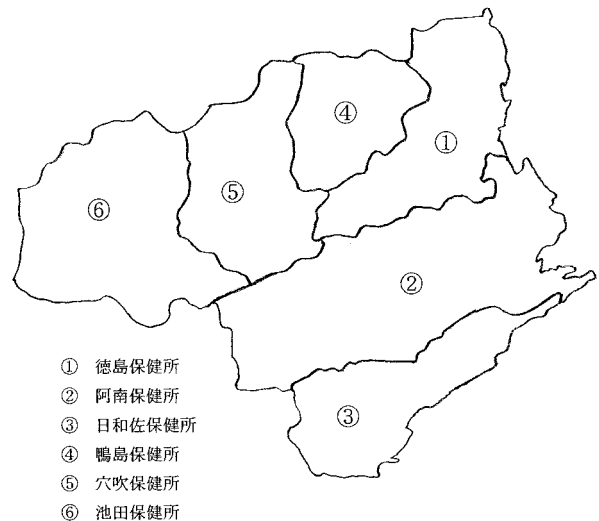 ④
①
⑤
⑥
②
③
① 徳島保健所
② 阿南保健所
③ 日和佐保健所
④ 鴨島保健所
⑤ 穴吹保健所
⑥ 池田保健所